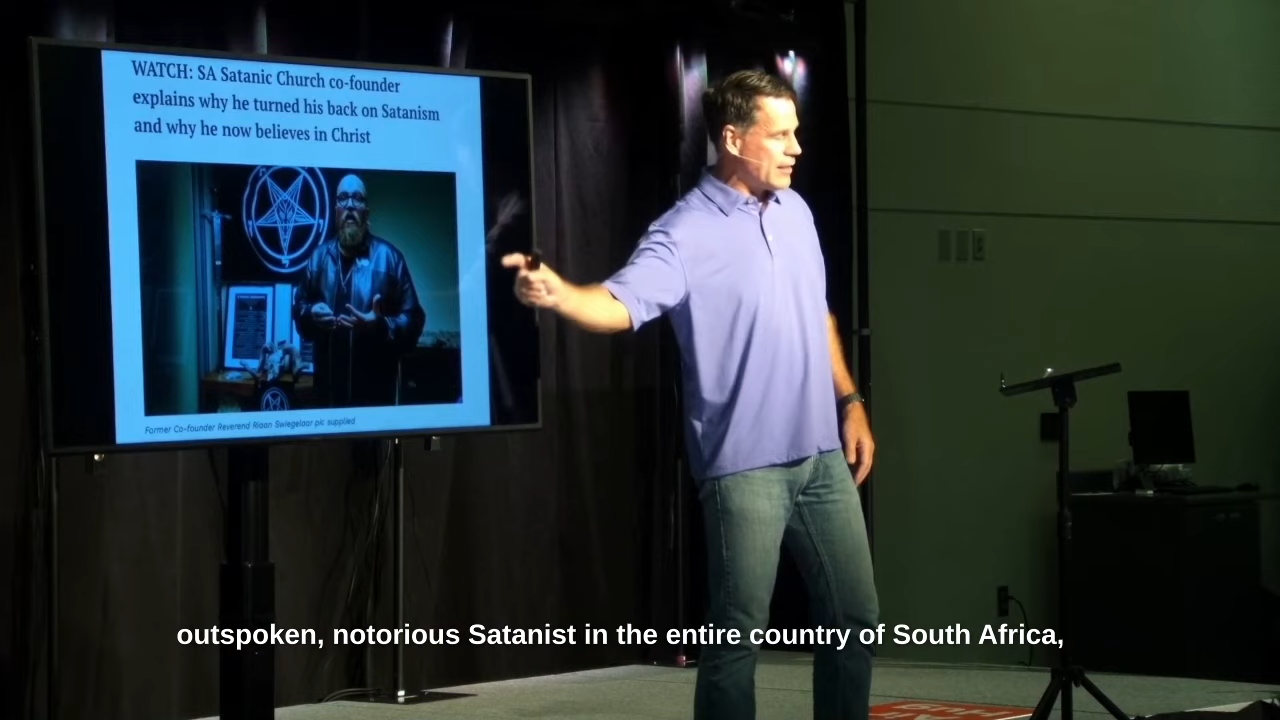 WATCH: SA Satanic Church co-founder
explains why he turned his back on Satanism
and why he now believes in Christ
Former Co-founder Reverend Riaan Swiegelaar pic supplied
outspoken, notorious Satanist in the entire country of South Africa,